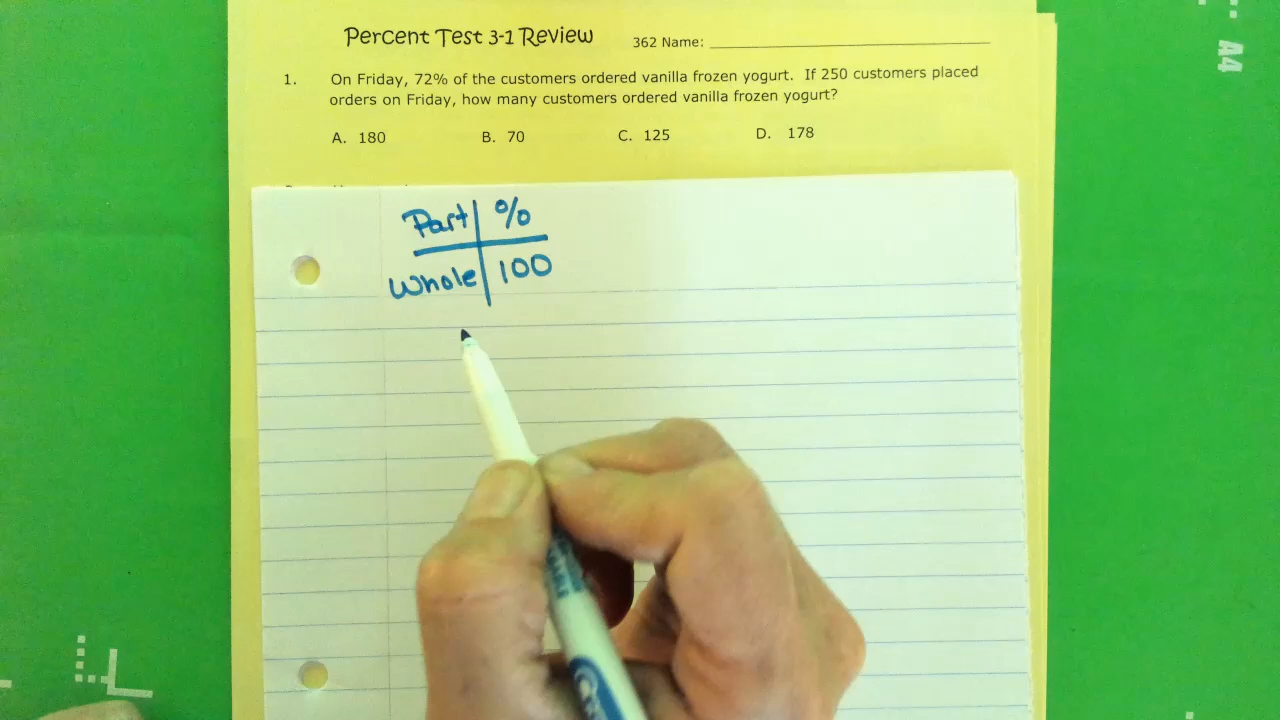 Percent Test 3-1 Review 362 Name:
1. On Friday, 72% of the customers ordered vanilla frozen yogurt. If 250 customers placed
orders on Friday, how many customers ordered vanilla frozen yogurt?
A. 180 B. 70 C. 125 D. 178
Part %
Whole 100
A4